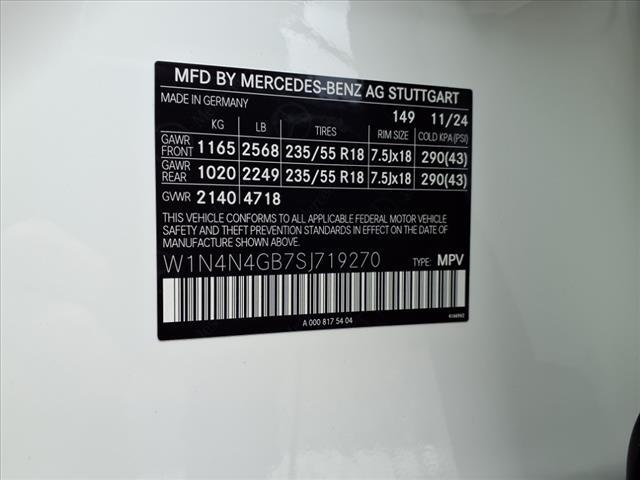 MFD BY MERCEDES-BENZ AG STUTTGART
MADE IN GERMANY 149 11/24
KG LB TIRES RIM SIZE COLD KPA(PSI)
GAWR FRONT 1165 2568 235/55 R18 7.5Jx18 290(43)
GAWR REAR 1020 2249 235/55 R18 7.5Jx18 290(43)
GVWR 2140 4718
THIS VEHICLE CONFORMS TO ALL APPLICABLE FEDERAL MOTOR VEHICLE
SAFETY AND THEFT PREVENTION STANDARDS IN EFFECT ON THE DATE
OF MANUFACTURE SHOWN ABOVE.
W1N4N4GB7SJ719270 TYPE: MPV
A 000 817 54 04